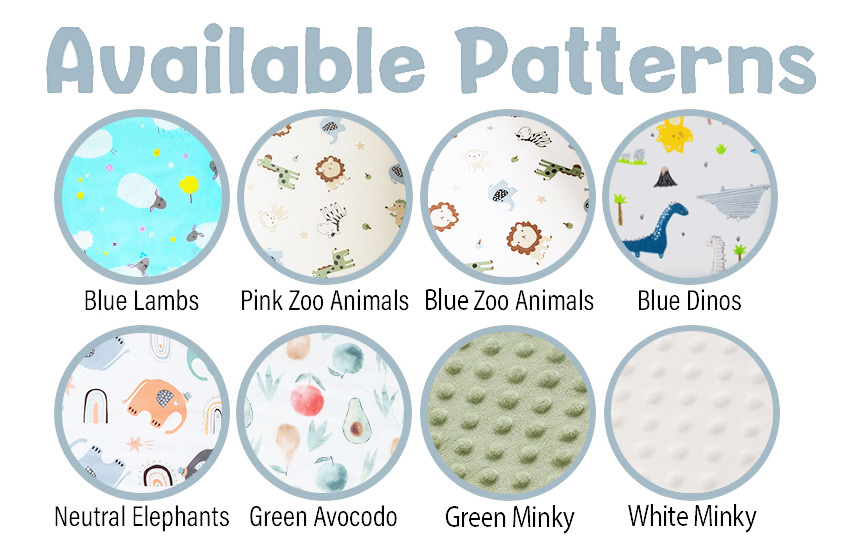 Available Patterns
Blue Lambs
Pink Zoo Animals
Blue Zoo Animals
Blue Dinos
Neutral Elephants
Green Avocodo
Green Minky
White Minky